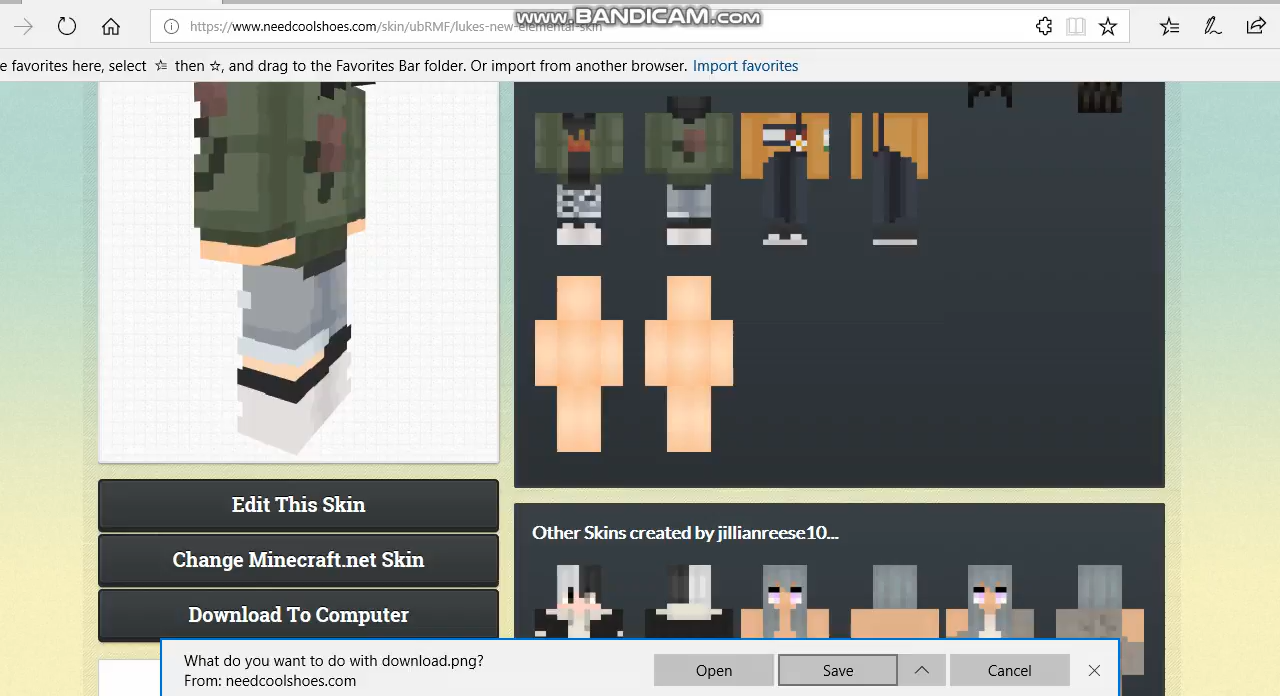 www.BANDICAM.com
https://www.needcoolshoes.com/skin/ubRMF/lukes-new-elemental-skin
e favorites here, select then , and drag to the Favorites Bar folder. Or import from another browser. Import favorites
Edit This Skin
Change Minecraft.net Skin
Download To Computer
Other Skins created by jillianreese10...
What do you want to do with download.png?
From: needcoolshoes.com
Open
Save
Cancel